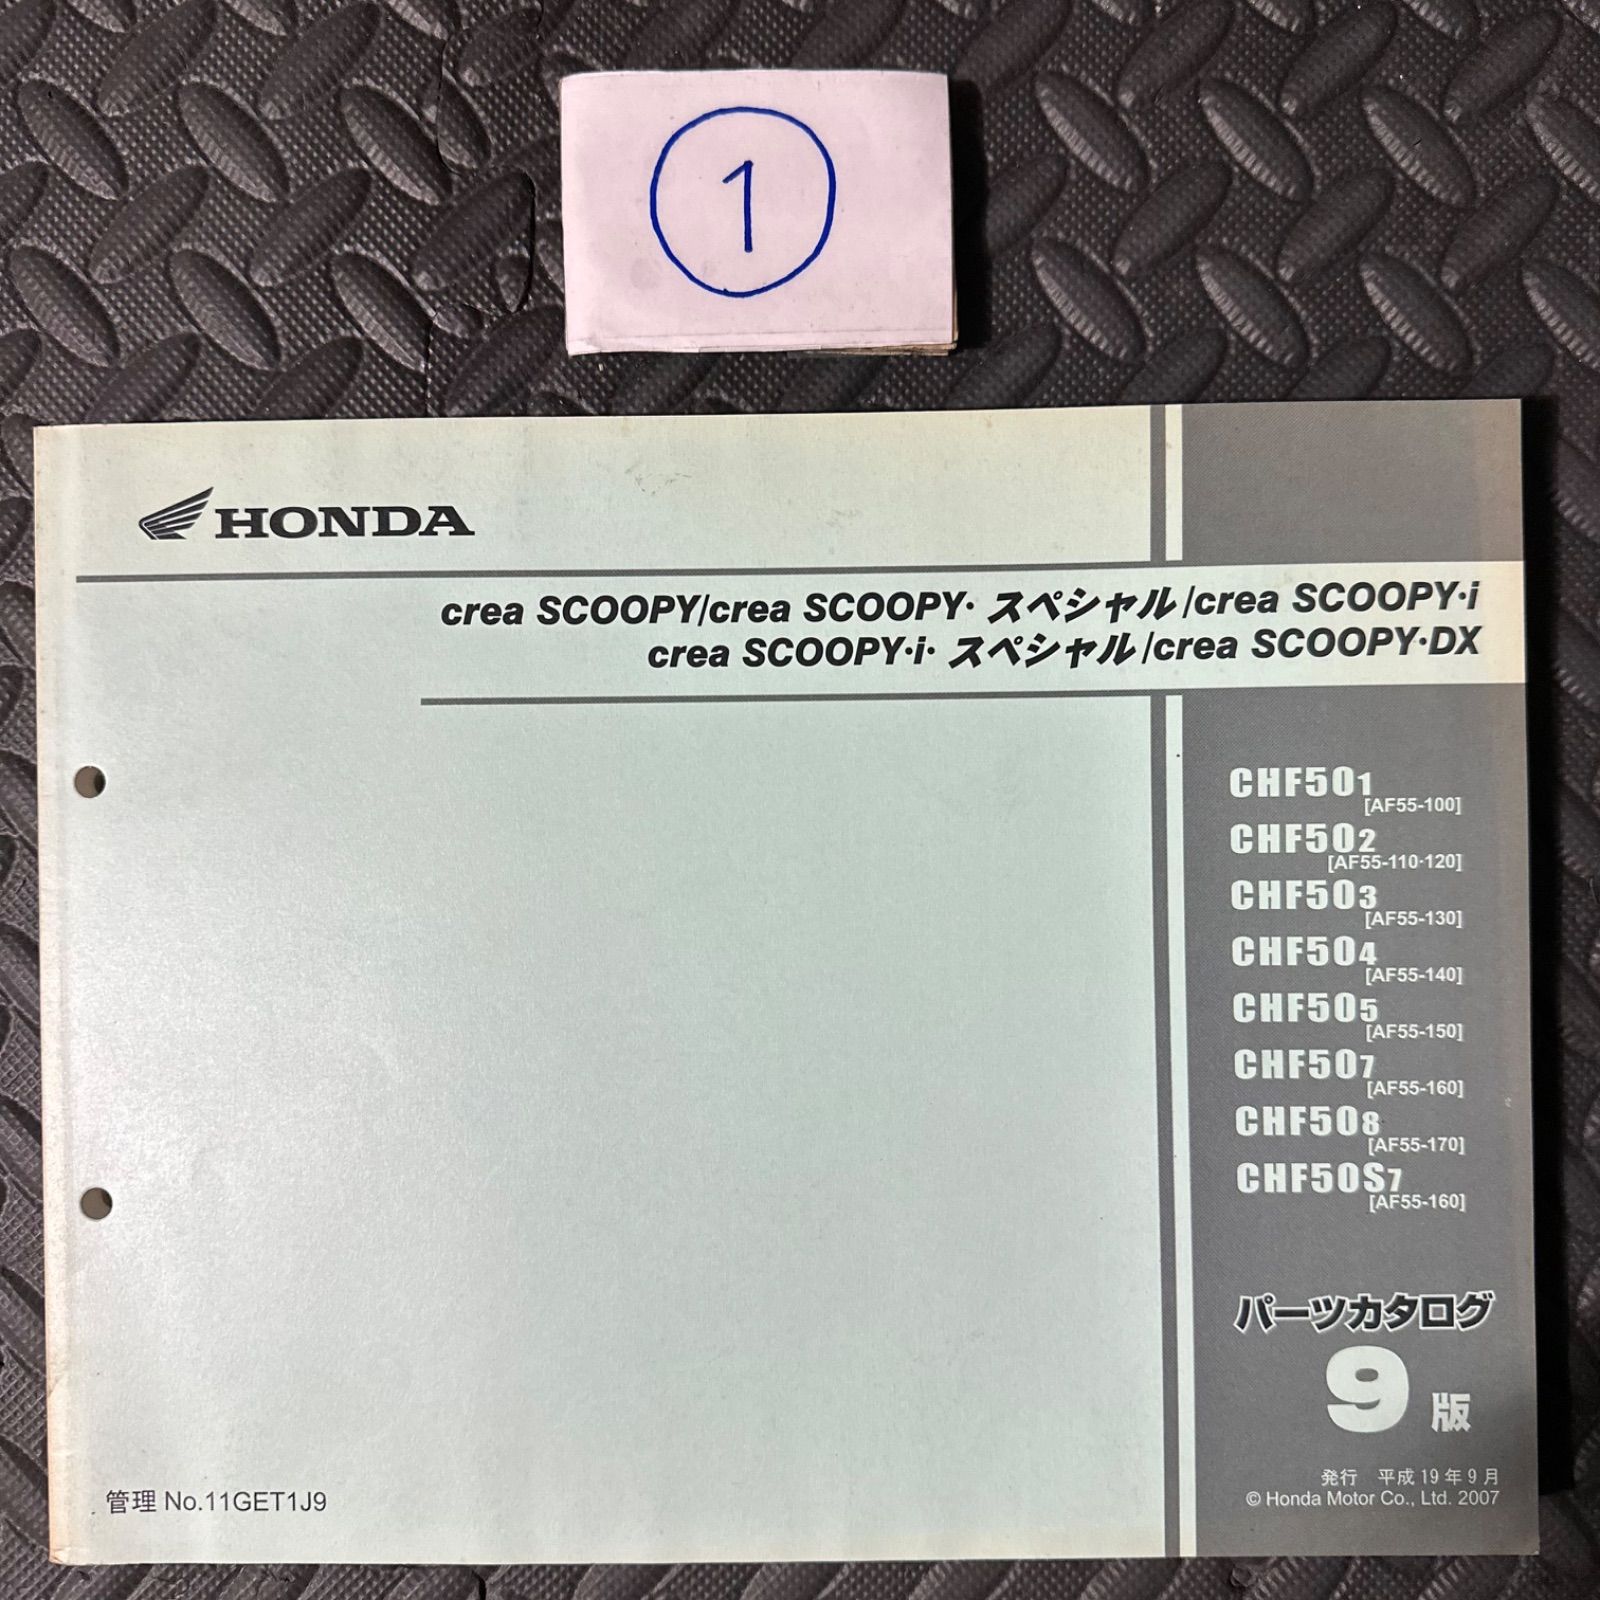 1
HONDA
crea SCOOPY/crea SCOOPY・スペシャル/crea SCOOPY・i
crea SCOOPY・i・スペシャル/crea SCOOPY・DX
CHF501
[AF55-100]
CHF502
[AF55-110・120]
CHF503
[AF55-130]
CHF504
[AF55-140]
CHF505
[AF55-150]
CHF507
[AF55-160]
CHF508
[AF55-170]
CHF50S7
[AF55-160]
パーツカタログ
9版
発行 平成19年9月
© Honda Motor Co., Ltd. 2007
管理 No.11GET1J9